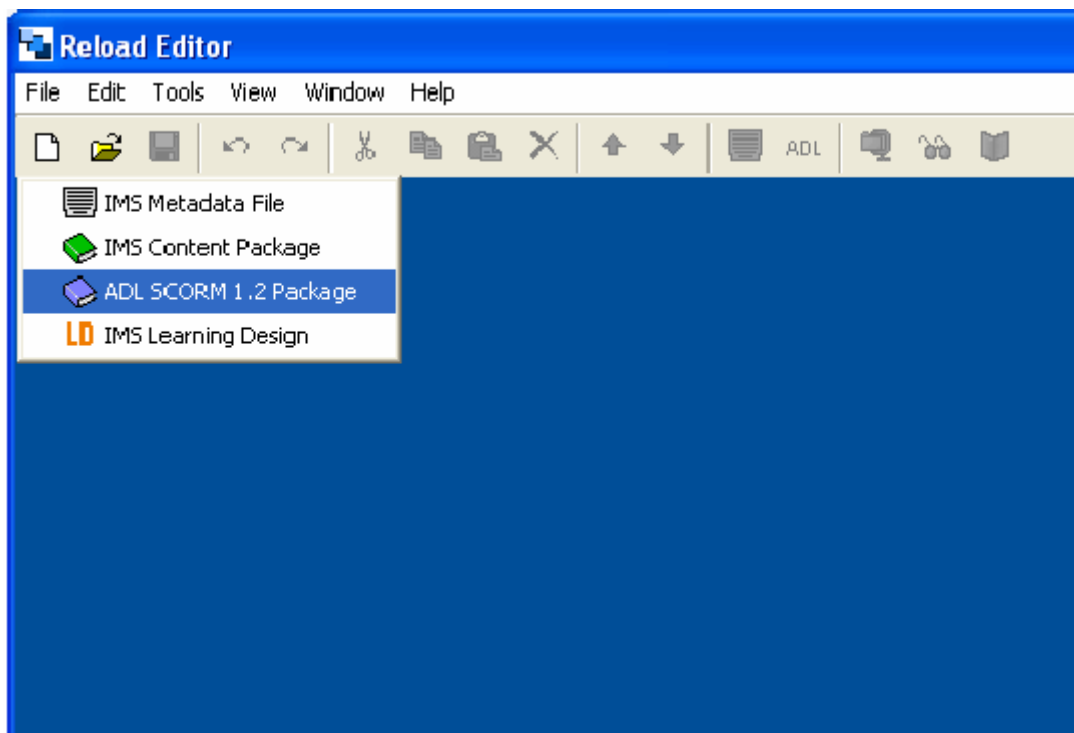 Reload Editor
File Edit Tools View Window Help
ADL
IMS Metadata File
IMS Content Package
ADL SCORM 1.2 Package
LD IMS Learning Design